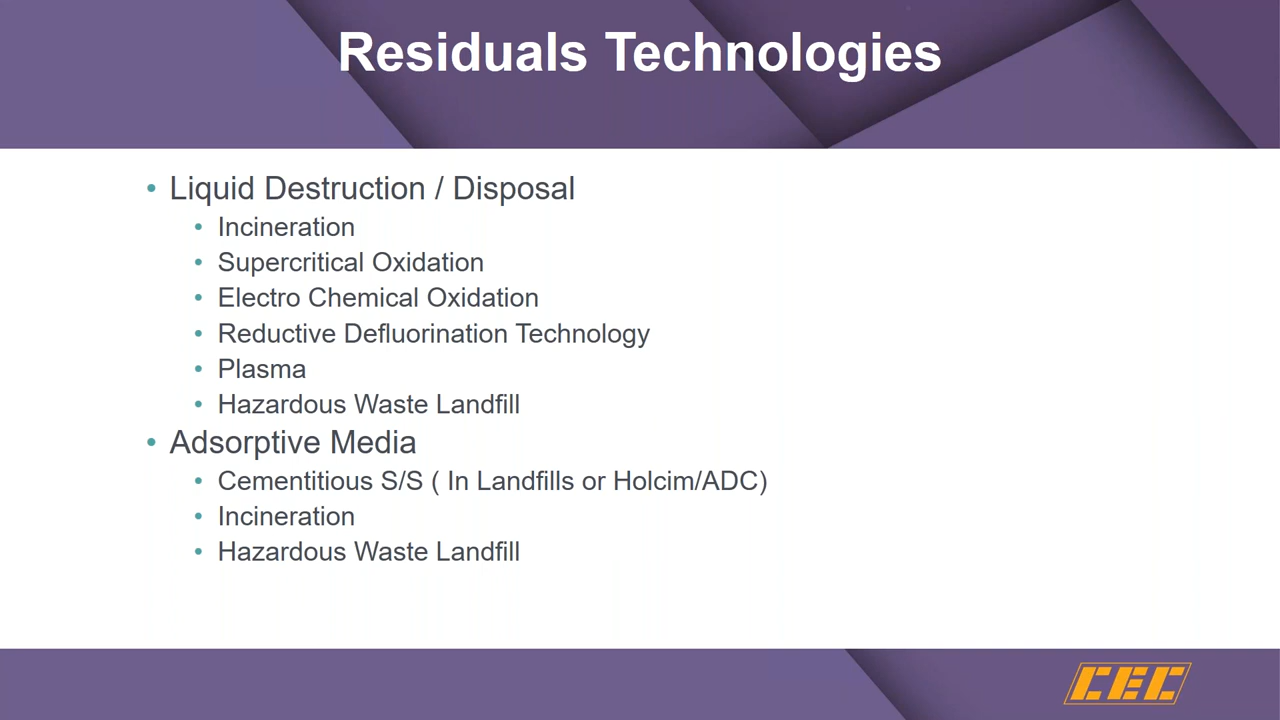 Residuals Technologies
• Liquid Destruction / Disposal
• Incineration
• Supercritical Oxidation
• Electro Chemical Oxidation
• Reductive Defluorination Technology
• Plasma
• Hazardous Waste Landfill
• Adsorptive Media
• Cementitious S/S ( In Landfills or Holcim/ADC)
• Incineration
• Hazardous Waste Landfill
CEC